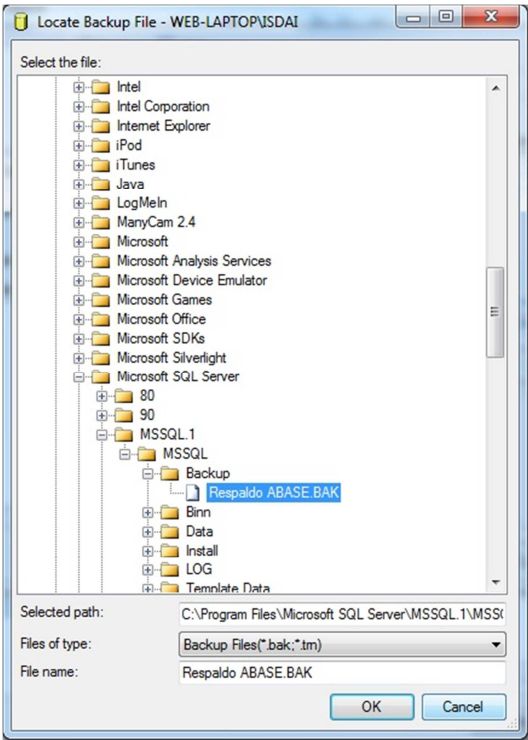 Locate Backup File - WEB-LAPTOP\ISDAI
Select the file:
Intel
Intel Corporation
Internet Explorer
iPod
iTunes
Java
LogMeIn
ManyCam 2.4
Microsoft
Microsoft Analysis Services
Microsoft Device Emulator
Microsoft Games
Microsoft Office
Microsoft SDKs
Microsoft Silverlight
Microsoft SQL Server
80
90
MSSQL.1
MSSQL
Backup
Respaldo ABASE.BAK
Binn
Data
Install
LOG
Template Data
Selected path: C:\Program Files\Microsoft SQL Server\MSSQL.1\MSS
Files of type: Backup Files(*.bak;*.trn)
File name: Respaldo ABASE.BAK
OK Cancel